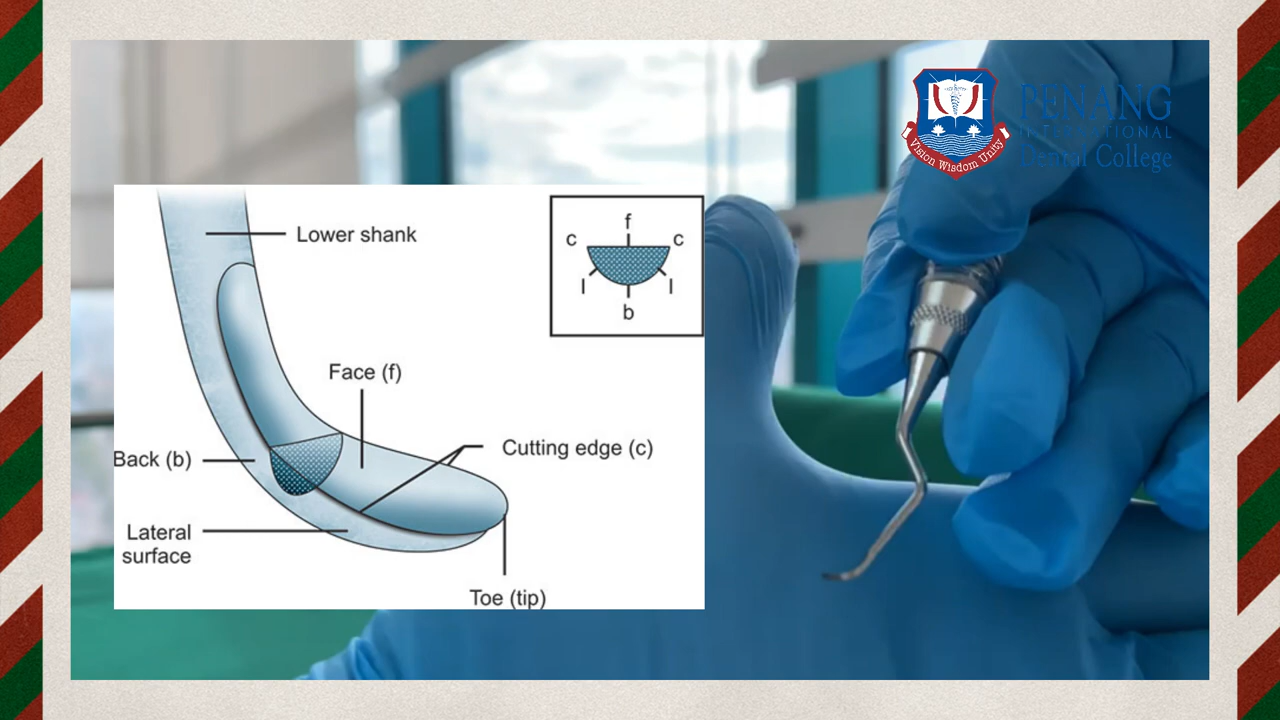 PENANG
INTERNATIONAL
Dental College
Vision Wisdom Unity
Lower shank
f
c
c
l
l
b
Face (f)
Cutting edge (c)
Back (b)
Lateral
surface
Toe (tip)